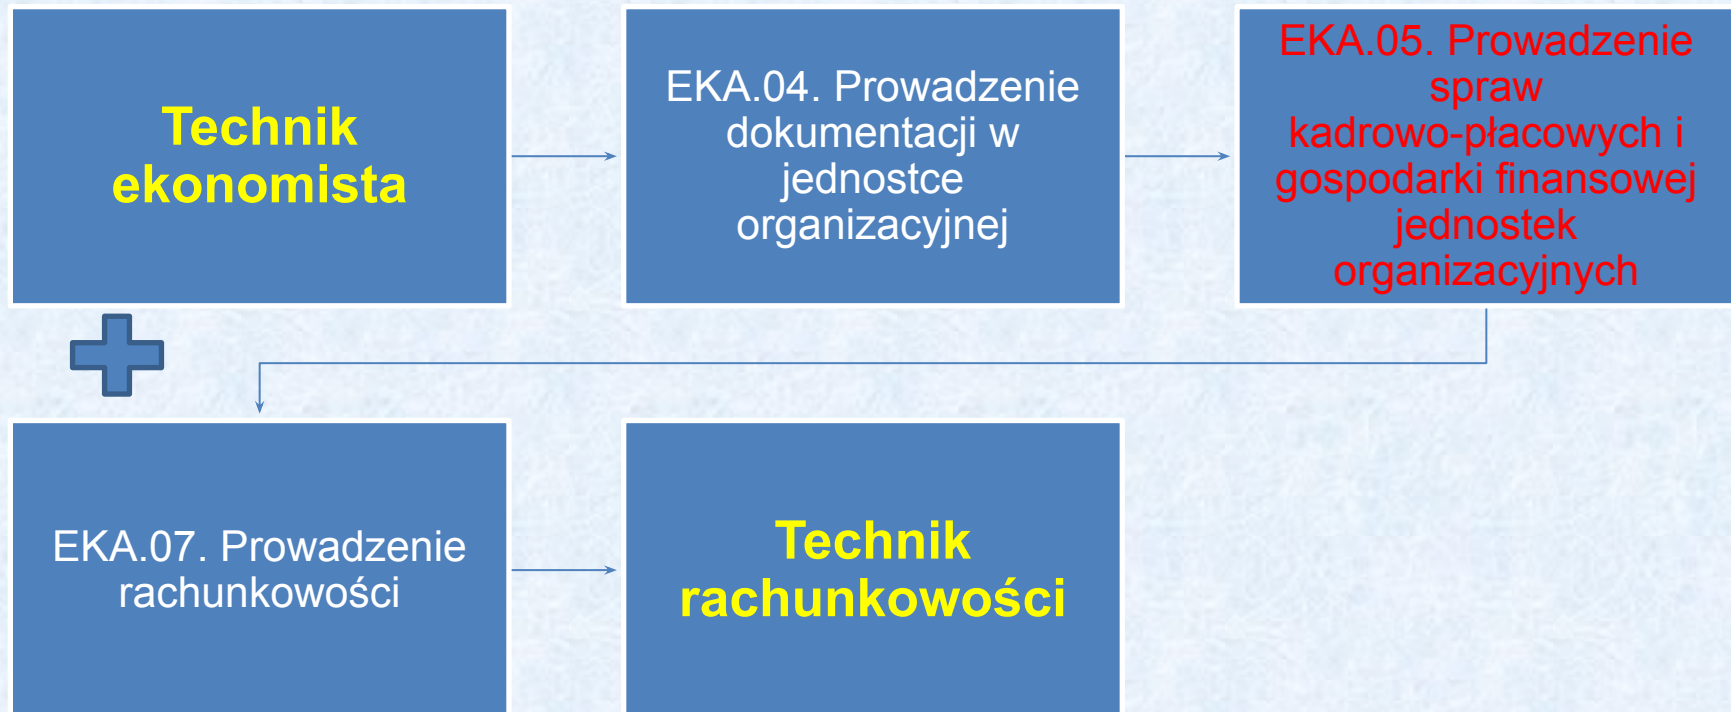 Technik
ekonomista
EKA.04. Prowadzenie
dokumentacji w
jednostce
organizacyjnej
EKA.05. Prowadzenie
spraw
kadrowo-płacowych i
gospodarki finansowej
jednostek
organizacyjnych
EKA.07. Prowadzenie
rachunkowości
Technik
rachunkowości